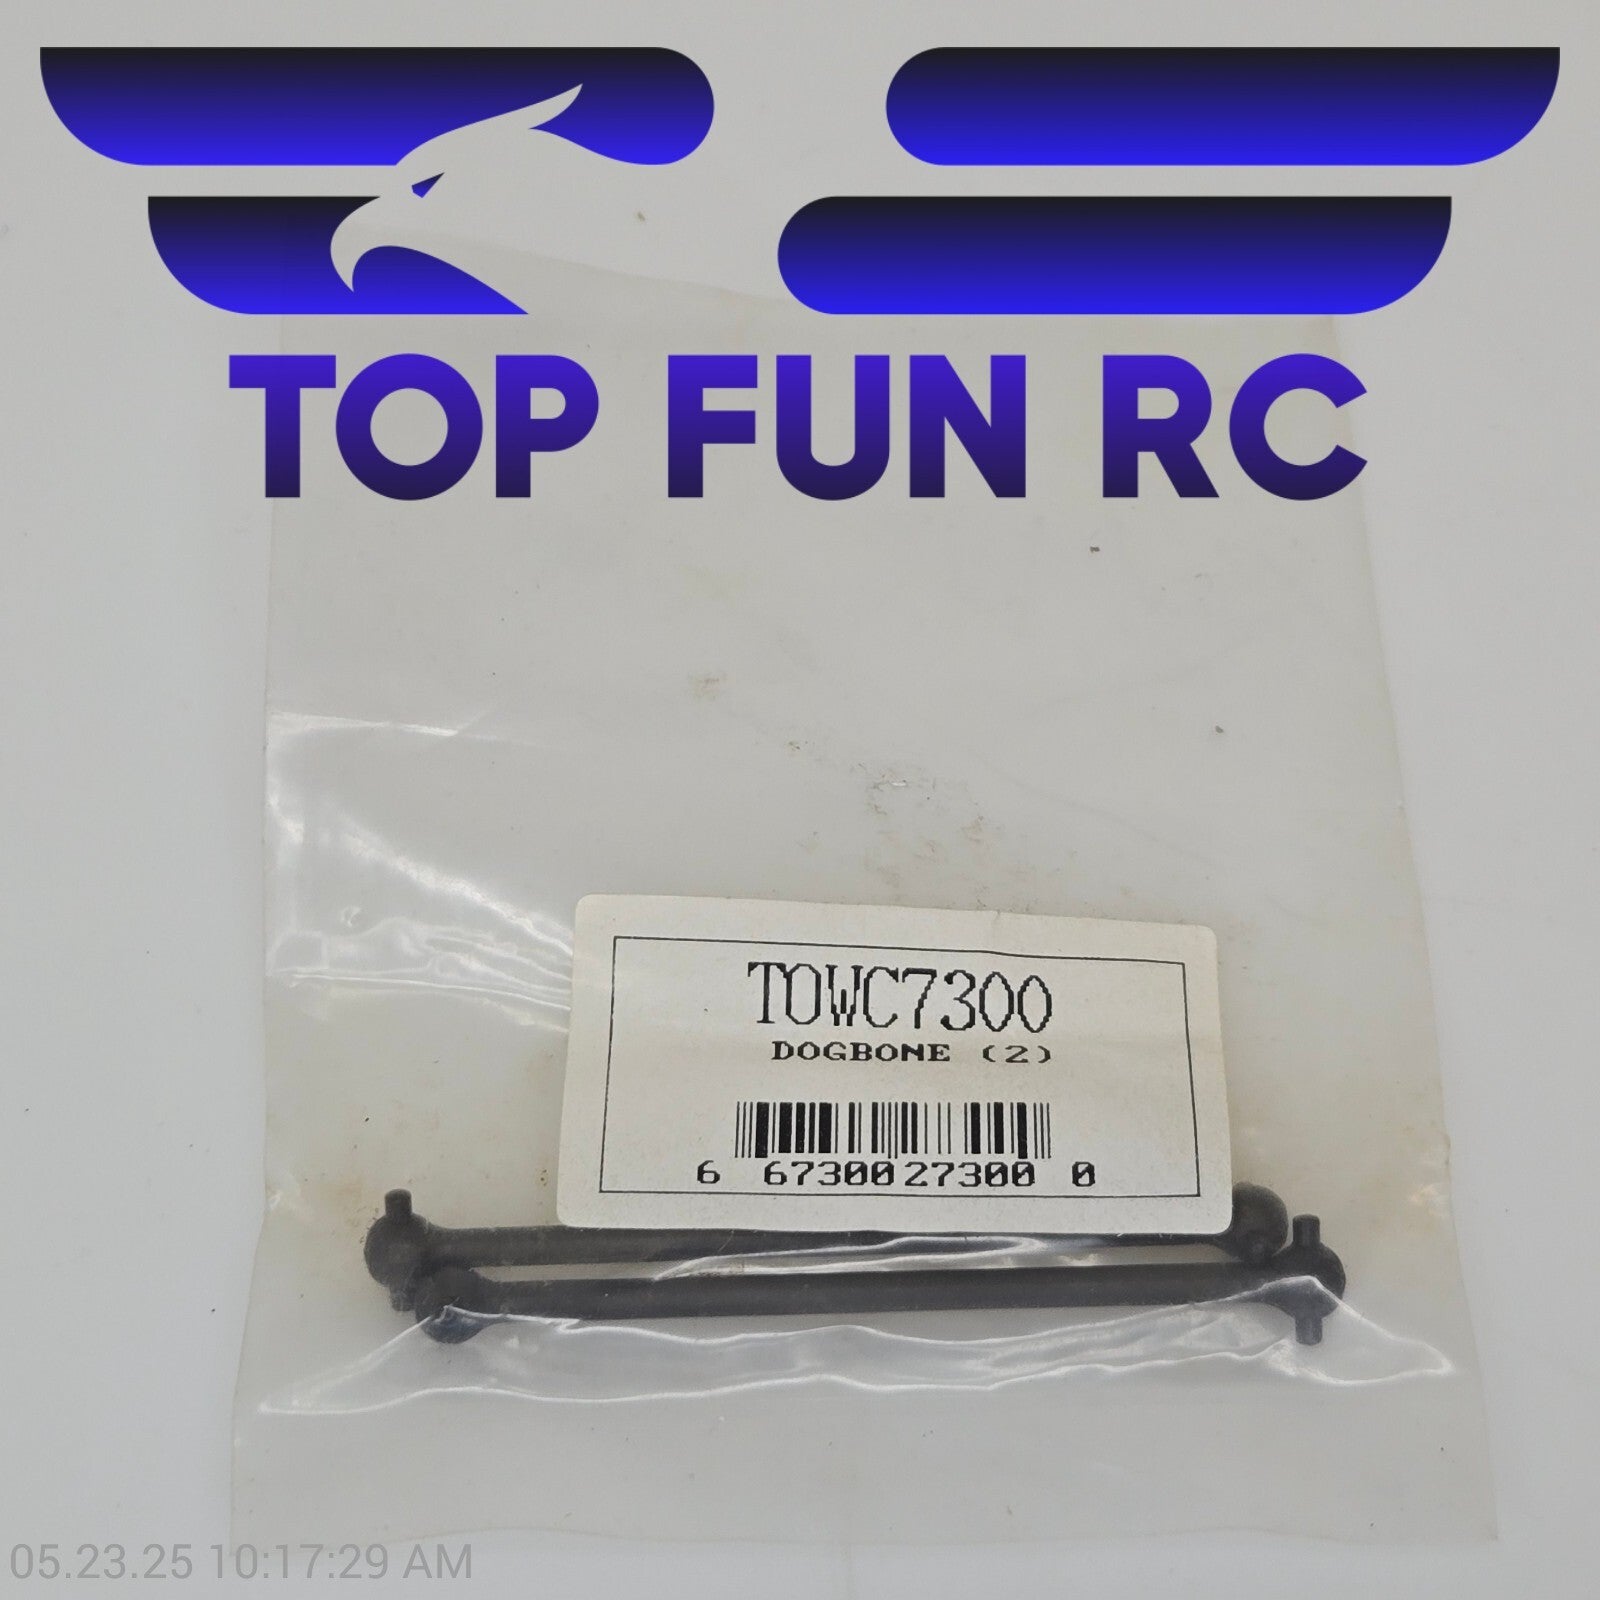 TOP FUN RC
TOWC7300
DOGBONE (2)
6 67300 27300 0
05.23.25 10:17:29 AM